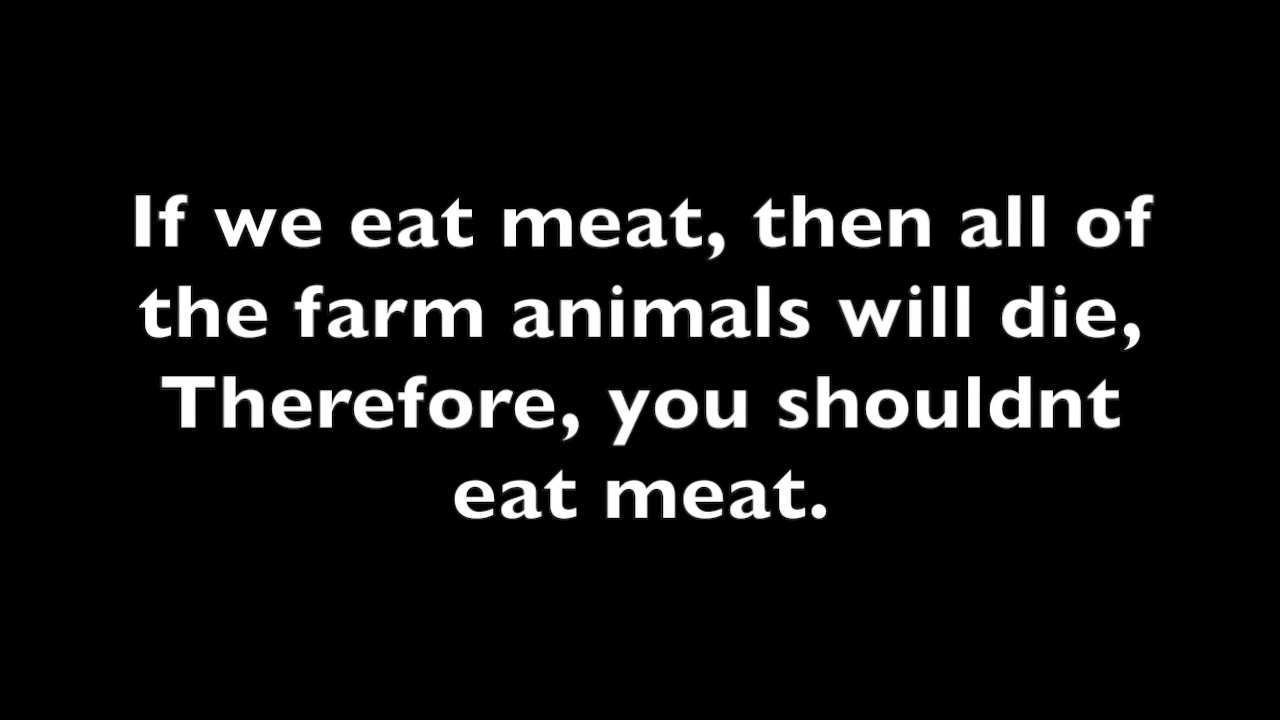 If we eat meat, then all of
the farm animals will die,
Therefore, you shouldnt
eat meat.